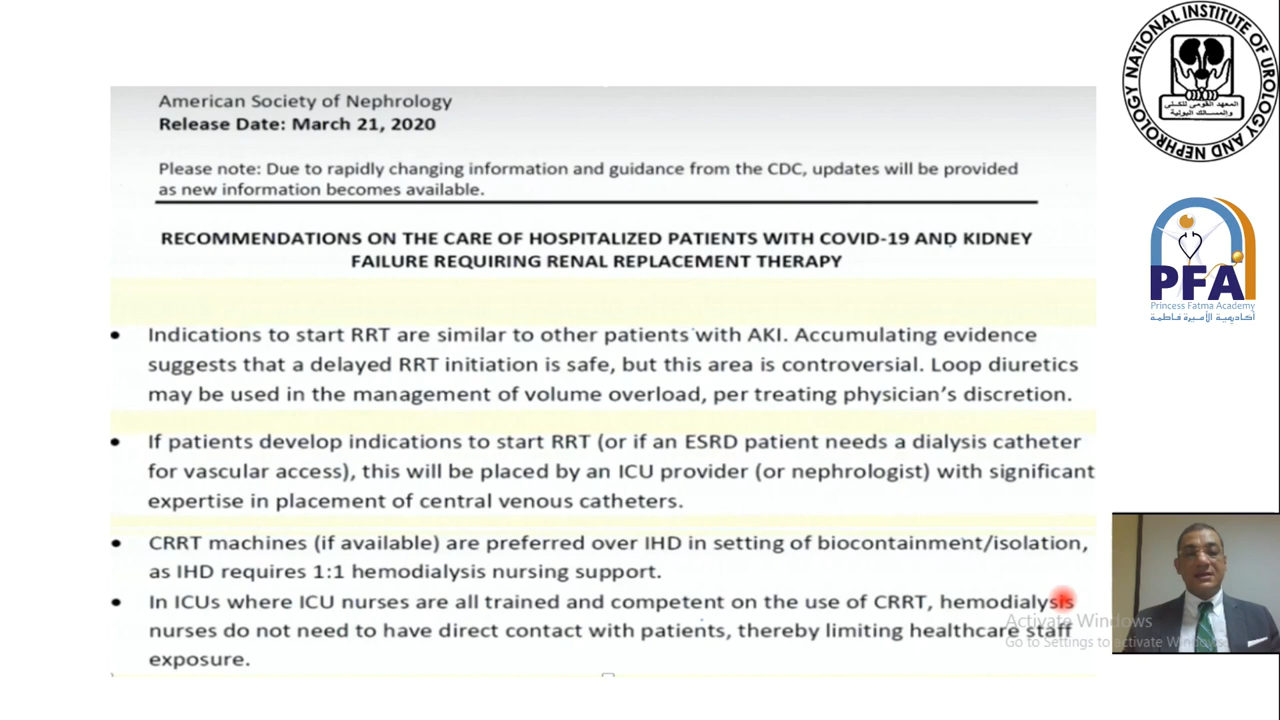 American Society of Nephrology
Release Date: March 21, 2020
Please note: Due to rapidly changing information and guidance from the CDC, updates will be provided
as new information becomes available.
RECOMMENDATIONS ON THE CARE OF HOSPITALIZED PATIENTS WITH COVID-19 AND KIDNEY
FAILURE REQUIRING RENAL REPLACEMENT THERAPY
• Indications to start RRT are similar to other patients with AKI. Accumulating evidence
suggests that a delayed RRT initiation is safe, but this area is controversial. Loop diuretics
may be used in the management of volume overload, per treating physician's discretion.
• If patients develop indications to start RRT (or if an ESRD patient needs a dialysis catheter
for vascular access), this will be placed by an ICU provider (or nephrologist) with significant
expertise in placement of central venous catheters.
• CRRT machines (if available) are preferred over IHD in setting of biocontainment/isolation,
as IHD requires 1:1 hemodialysis nursing support.
• In ICUs where ICU nurses are all trained and competent on the use of CRRT, hemodialysis
nurses do not need to have direct contact with patients, thereby limiting healthcare staff
exposure.
NATIONAL INSTITUTE OF UROLOGY AND NEPHROLOGY
المعهد القومى للكلى
والمسالك البولية
PFA
Princess Fatma Academy
أكاديمية الأميرة فاطمة
Activate Windows
Go to Settings to activate Windows.